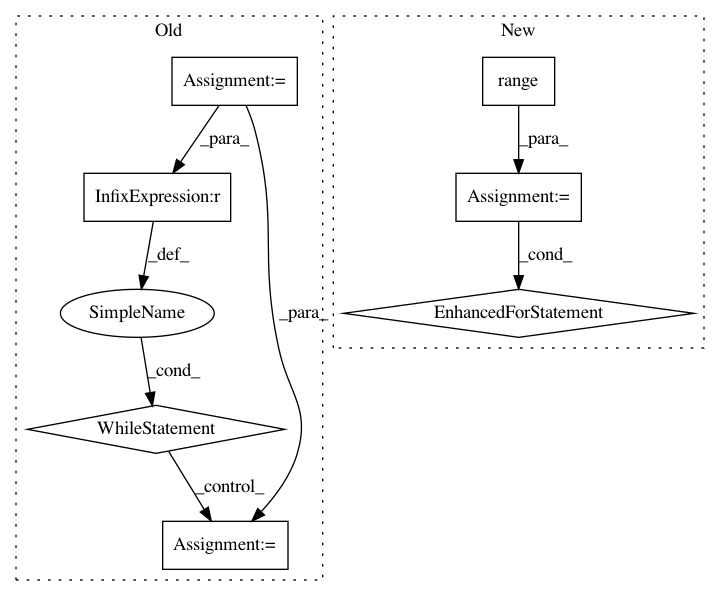 Old
New
Assignment:=
range
_para_
_para_
InfixExpression:r
Assignment:=
_def_
_cond_
SimpleName
_para_
EnhancedForStatement
_cond_
WhileStatement
_control_
Assignment:=